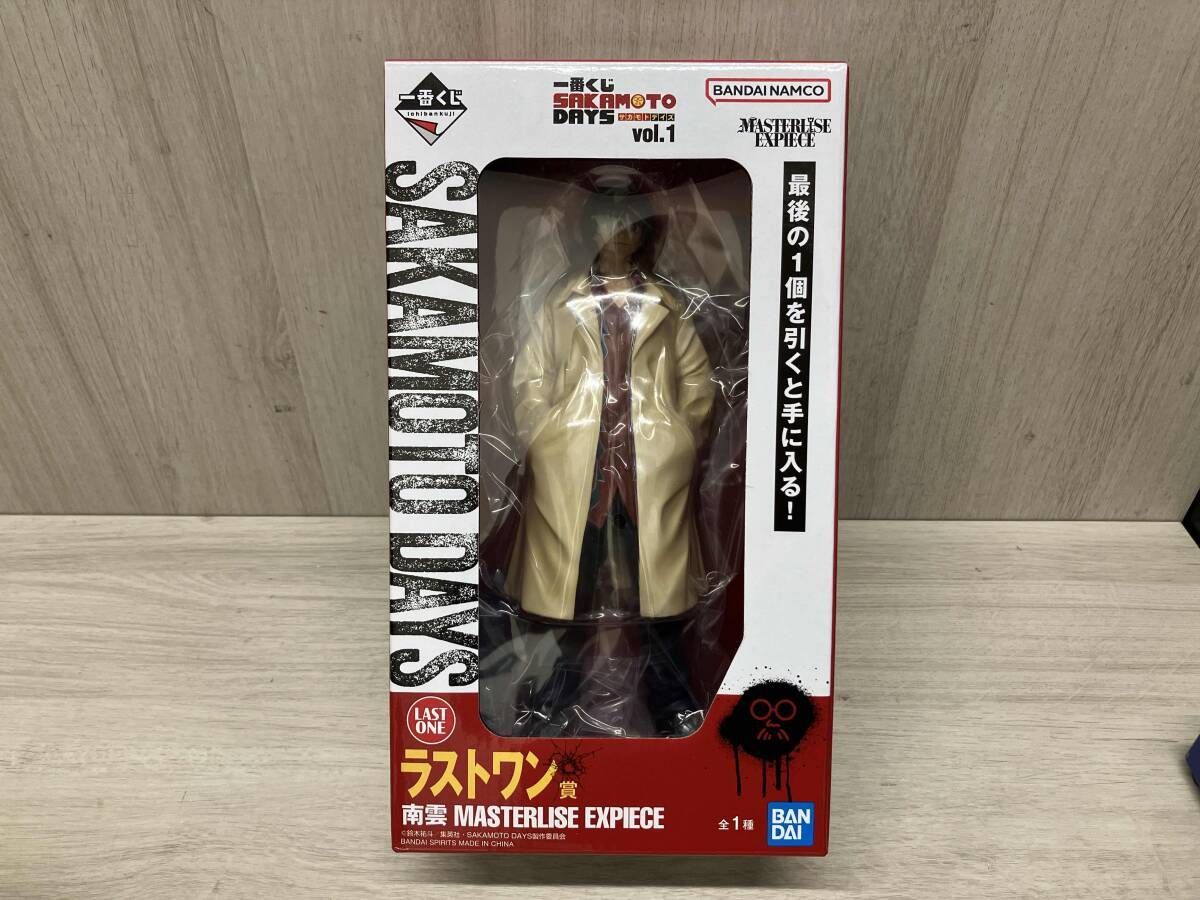 一番くじ
ichibankuji
一番くじ
SAKAMOTO
DAYS サカモトデイズ
vol.1
BANDAI NAMCO
MASTERLISE
EXPIECE
SAKAMOTO DAYS
最後の1個を引くと手に入る!
LAST
ONE
ラストワン賞
南雲 MASTERLISE EXPIECE
全1種
BAN
DAI
©鈴木祐斗/集英社・SAKAMOTO DAYS製作委員会
BANDAI SPIRITS MADE IN CHINA